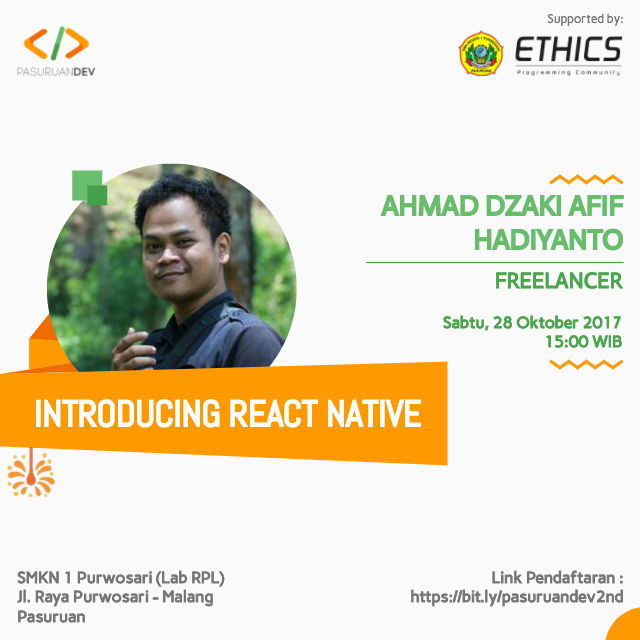 Supported by:
PASURUANDEV
ETHICS
Programming Community
AHMAD DZAKI AFIF
HADIYANTO
FREELANCER
Sabtu, 28 Oktober 2017
15:00 WIB
INTRODUCING REACT NATIVE
SMKN 1 Purwosari (Lab RPL)
Jl. Raya Purwosari - Malang
Pasuruan
Link Pendaftaran :
https://bit.ly/pasuruandev2nd